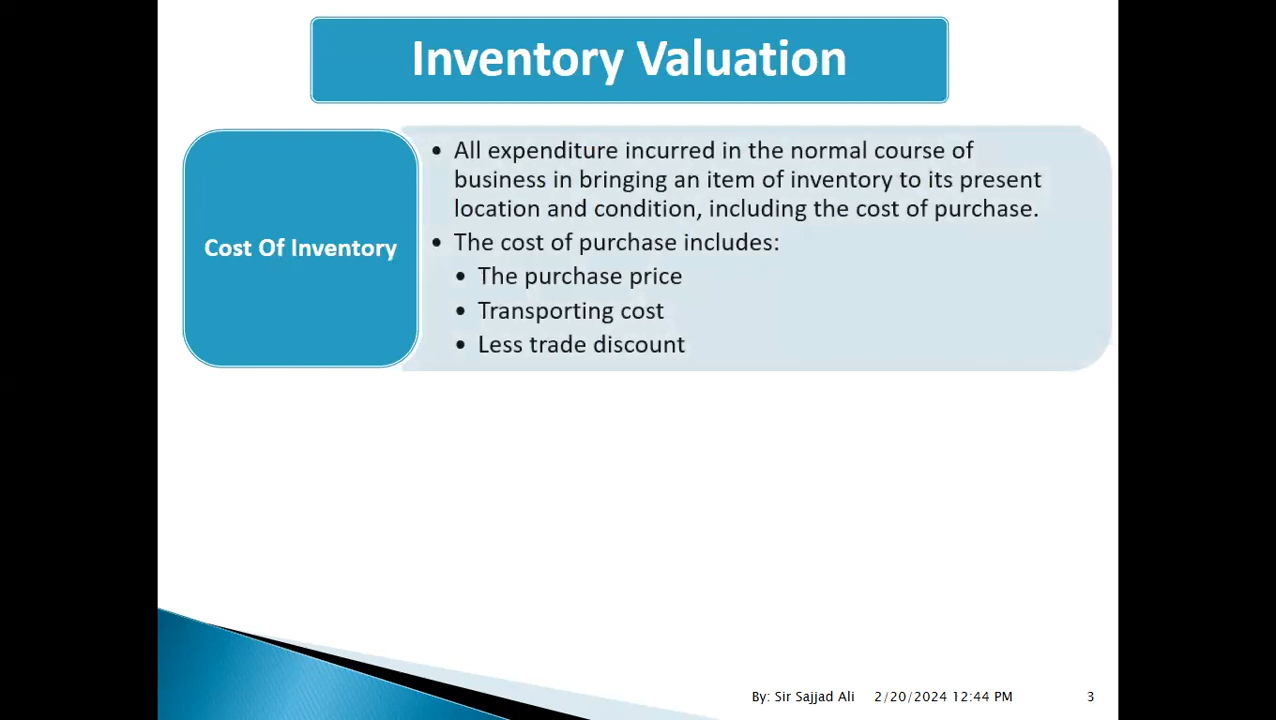 Inventory Valuation
Cost Of Inventory
• All expenditure incurred in the normal course of
business in bringing an item of inventory to its present
location and condition, including the cost of purchase.
• The cost of purchase includes:
• The purchase price
• Transporting cost
• Less trade discount
By: Sir Sajjad Ali 2/20/2024 12:44 PM 3